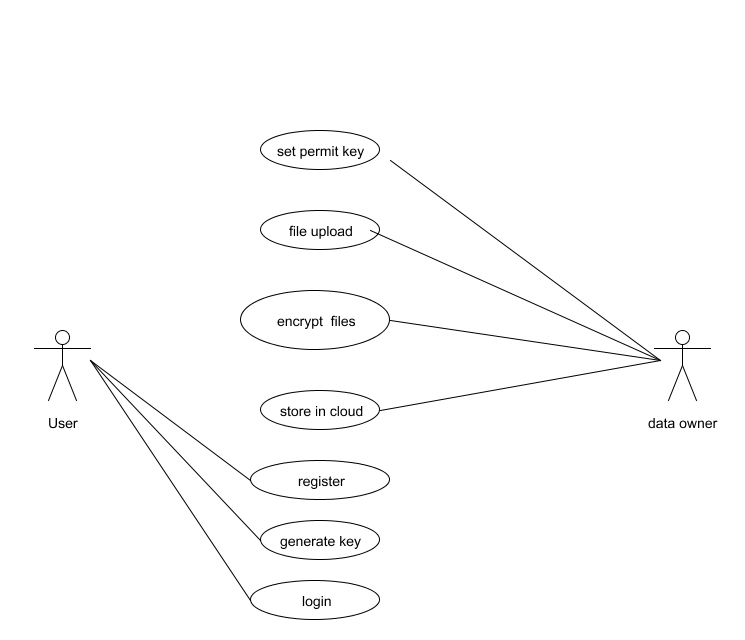 set permit key
file upload
encrypt files
store in cloud
User
data owner
register
generate key
login